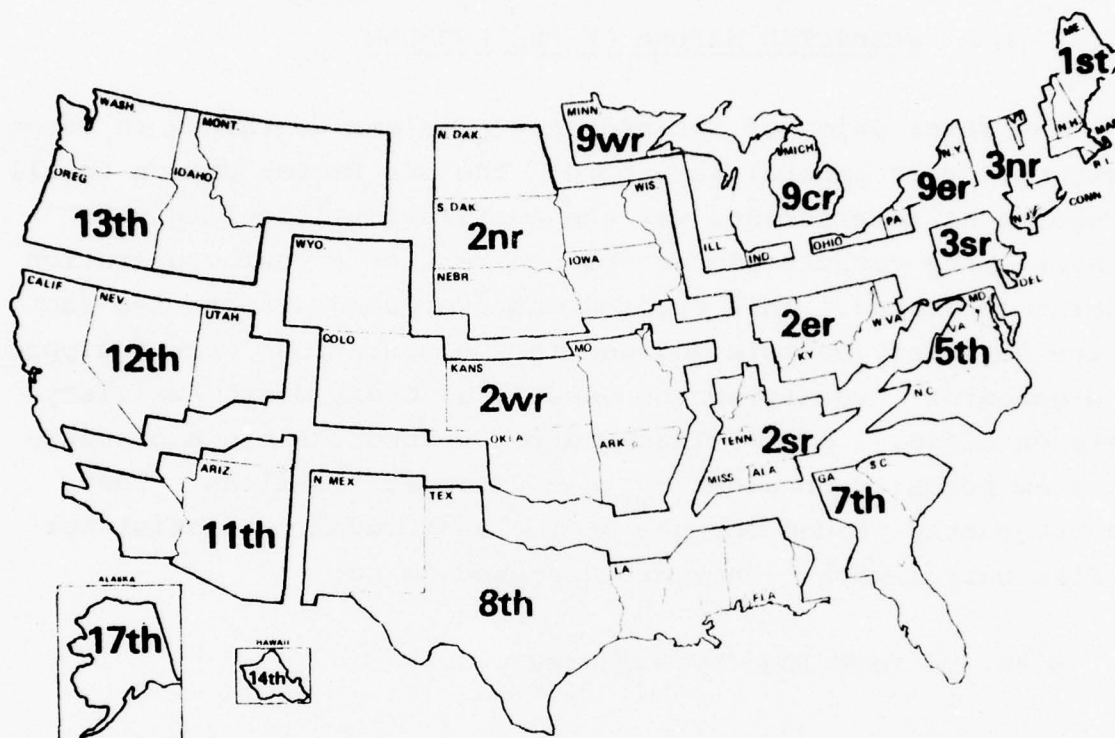 ME.
1st
WASH.
MONT.
MINN
N. DAK.
9wr
VT
N.H.
MAS
R.I.
MICH.
N.Y.
3nr
OREG.
IDAHO
WIS.
9cr
9er
CONN
13th
S. DAK.
PA.
N.J.
WYO.
2nr
ILL
IND.
OHIO
3sr
IOWA
NEBR.
DEL
CALIF
NEV.
MD.
UTAH
W.VA
VA
2er
5th
COLO
MO.
KY
12th
KANS
N.C.
2wr
OKLA
ARK.
TENN
2sr
S.C.
ARIZ.
N MEX
MISS
ALA
GA
TEX
7th
11th
LA
ALASKA
8th
FLA
17th
HAWAII
14th